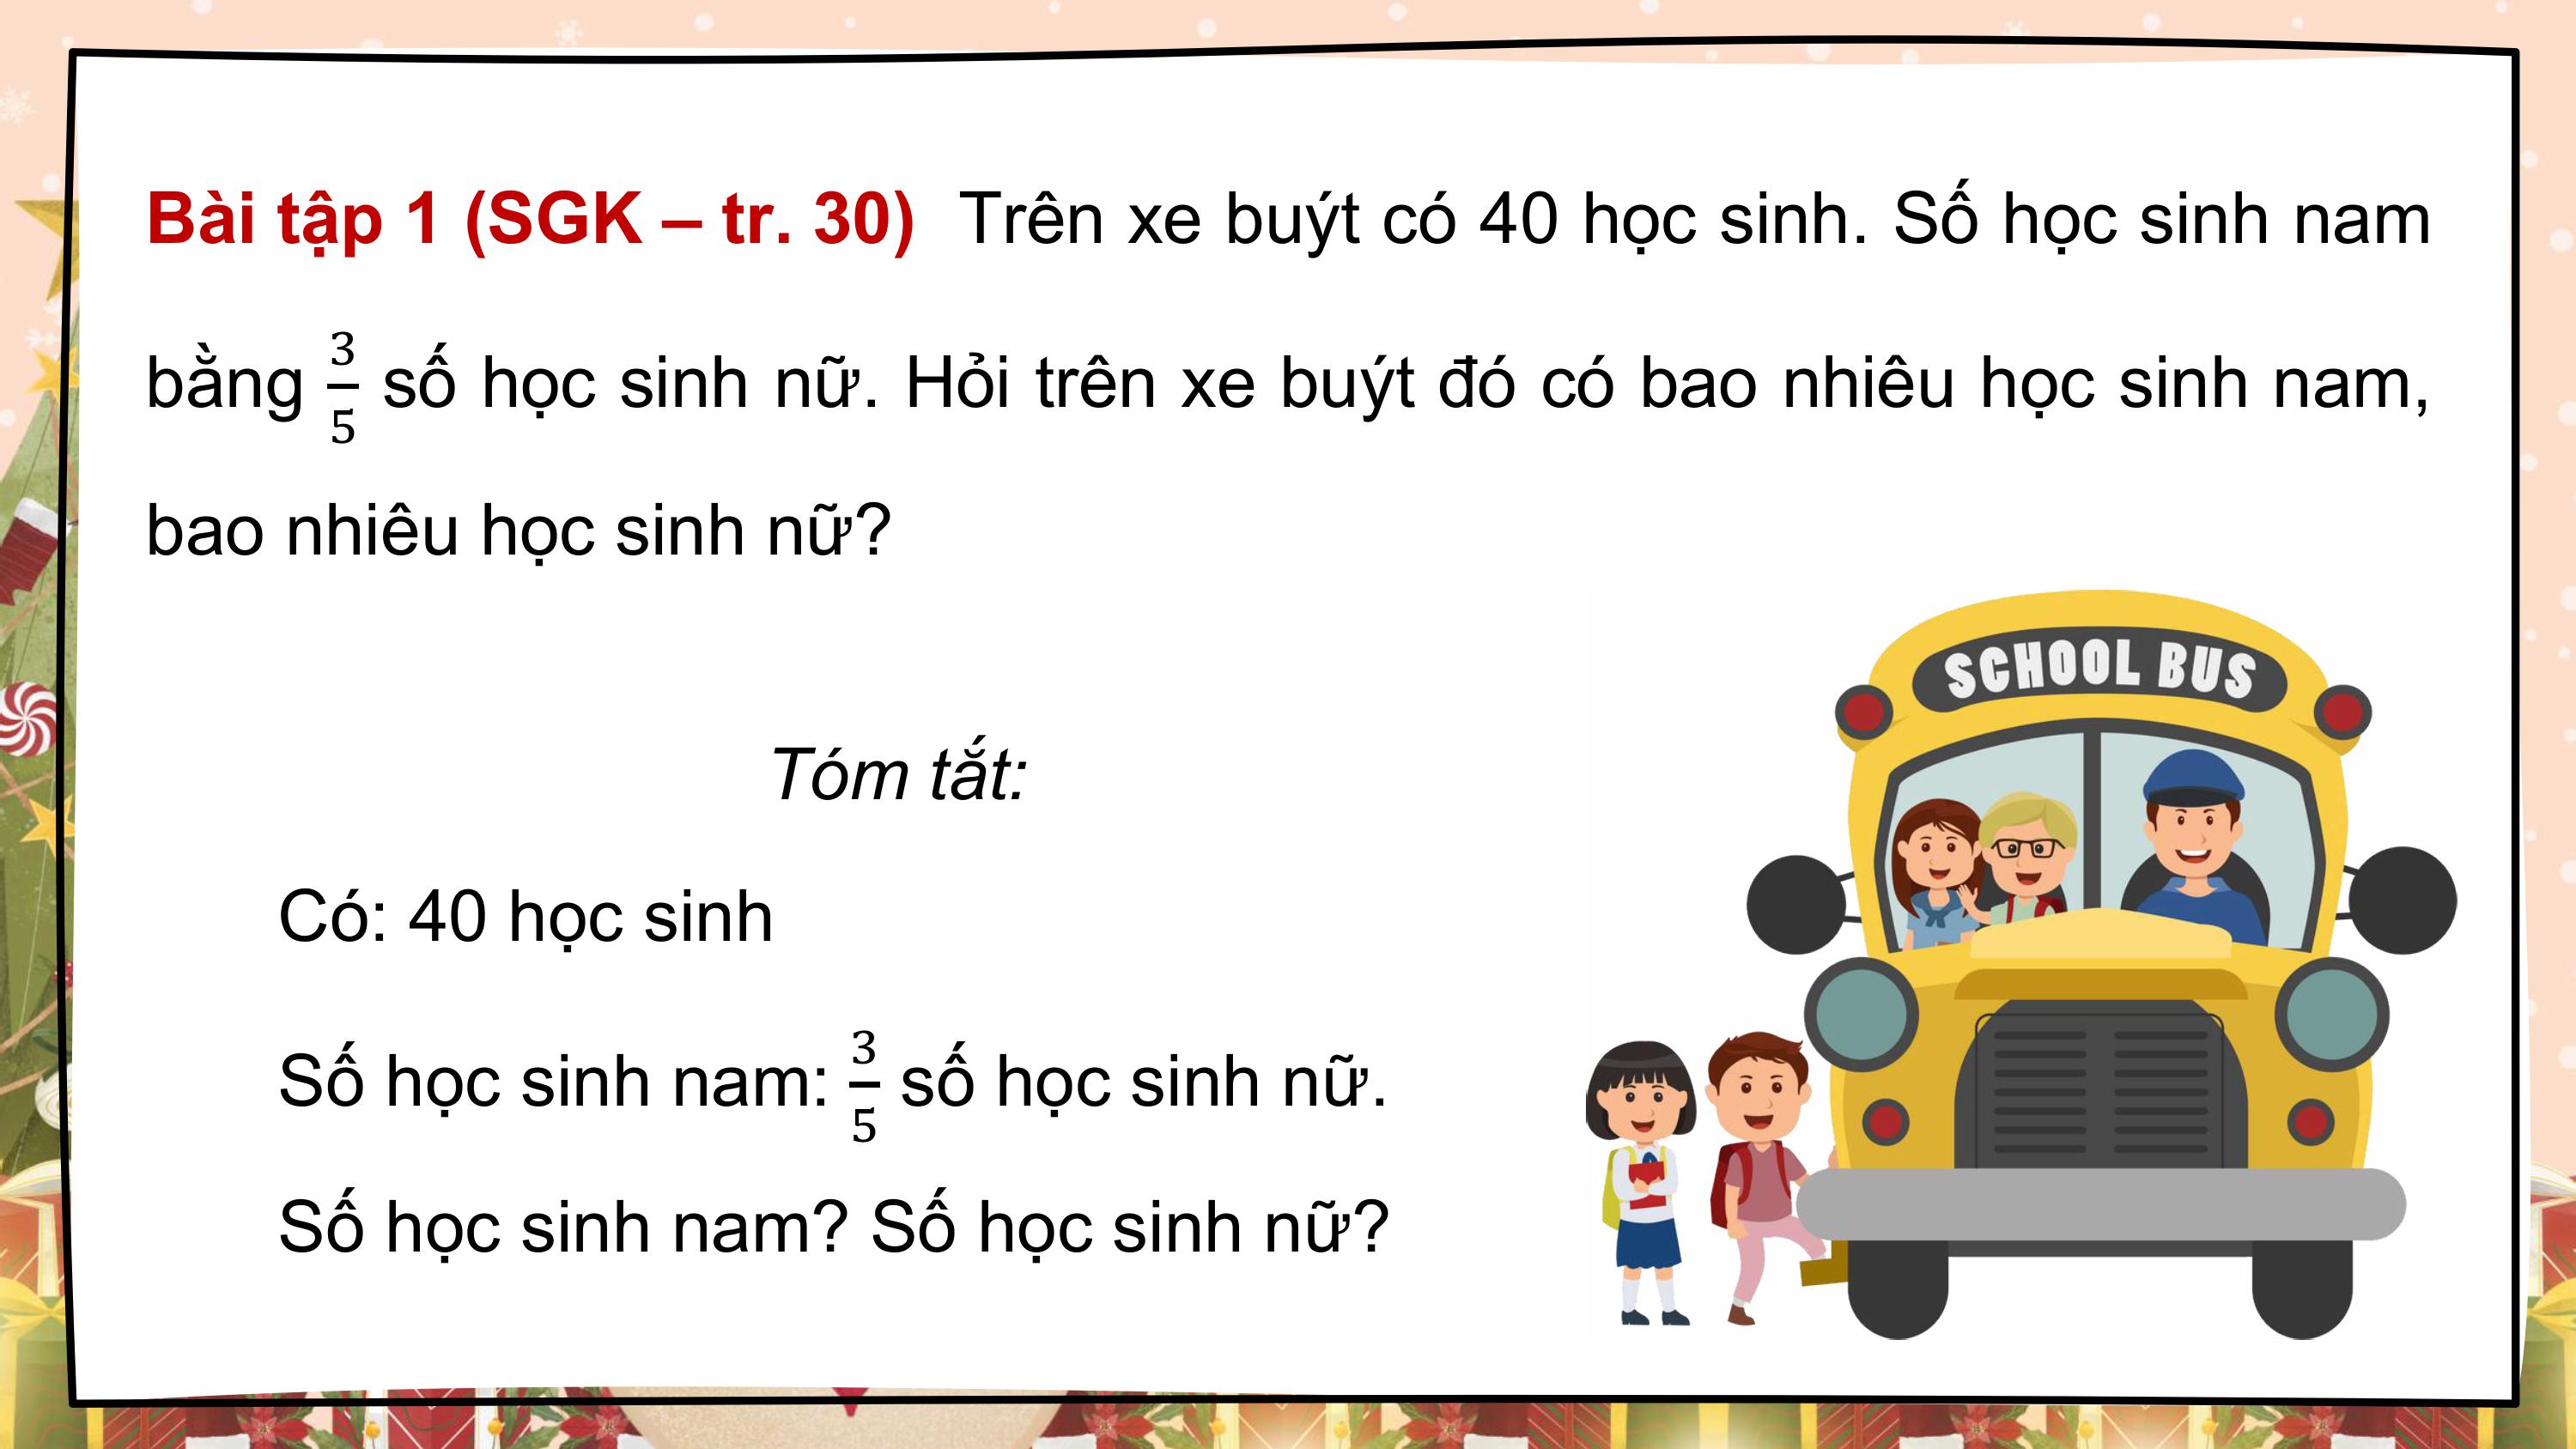 Bài tập 1 (SGK – tr. 30) Trên xe buýt có 40 học sinh. Số học sinh nam
bằng 3/5 số học sinh nữ. Hỏi trên xe buýt đó có bao nhiêu học sinh nam,
bao nhiêu học sinh nữ?
SCHOOL BUS
Tóm tắt:
Có: 40 học sinh
Số học sinh nam: 3/5 số học sinh nữ.
Số học sinh nam? Số học sinh nữ?